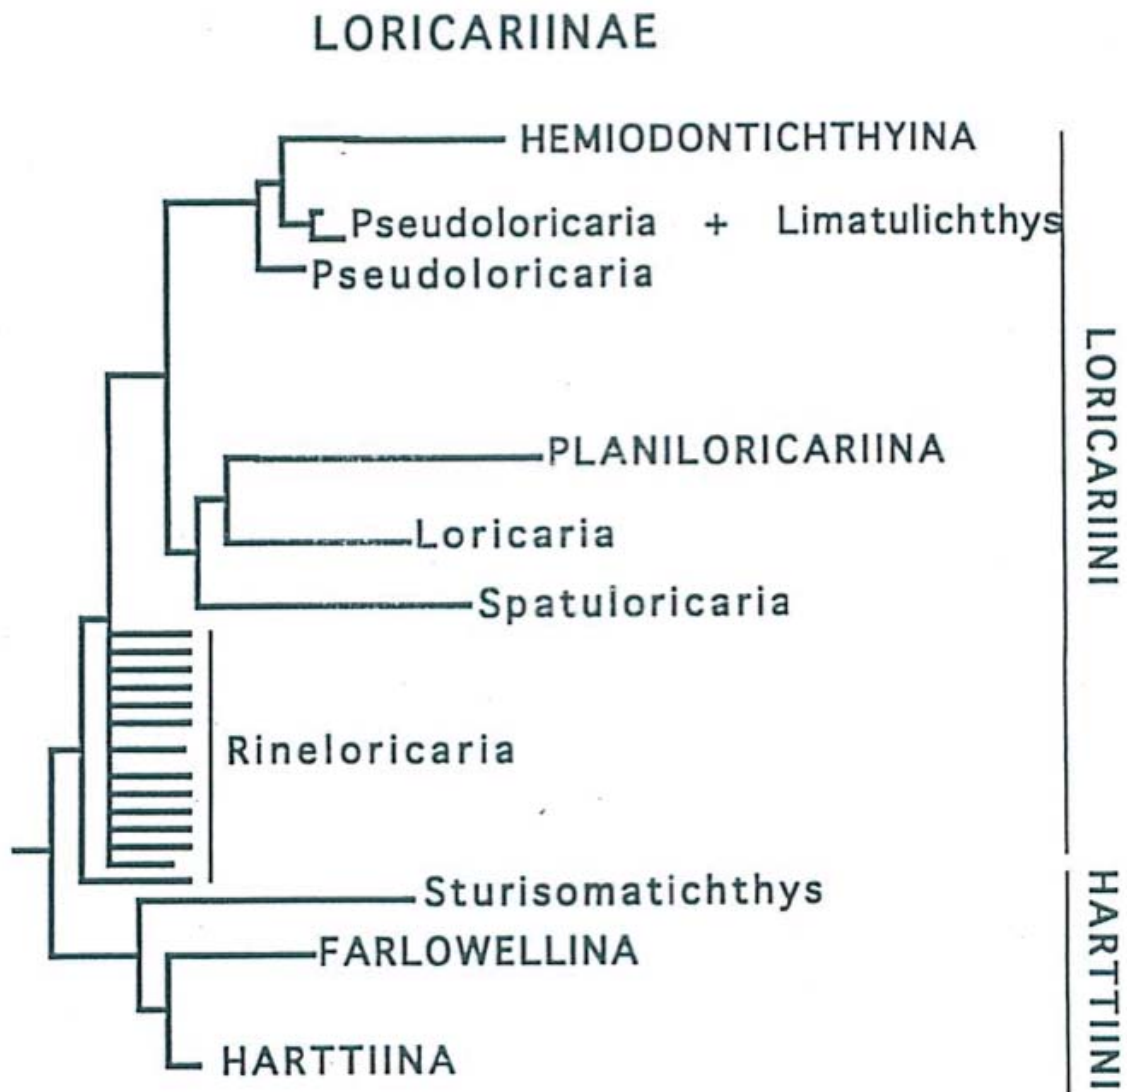 LORICARIINAE
HEMIODONTICHTHYINA
Pseudoloricaria + Limatulichthys
Pseudoloricaria
LORICARIINI
PLANILORICARIINA
Loricaria
Spatuloricaria
Rineloricaria
Sturisomatichthys
HARTTIINI
FARLOWELLINA
HARTTIINA